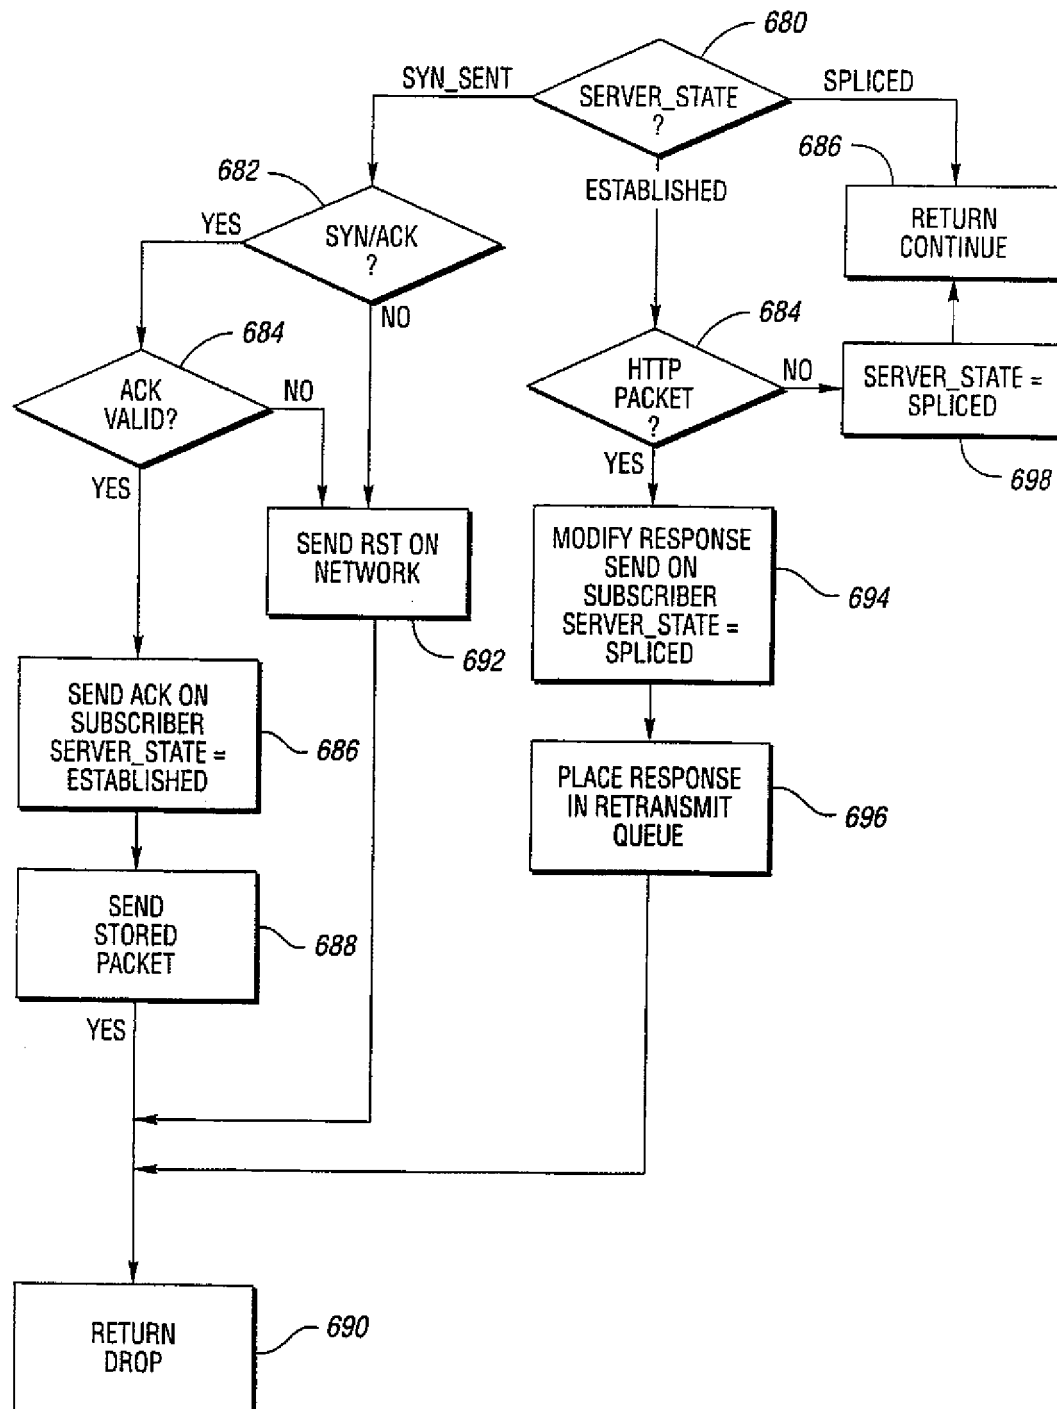 680
SYN_SENT
SERVER_STATE
?
SPLICED
686
RETURN
CONTINUE
ESTABLISHED
682
YES
SYN/ACK
?
NO
684
ACK
VALID?
NO
YES
684
HTTP
PACKET
?
NO
YES
SERVER_STATE =
SPLICED
698
SEND RST ON
NETWORK
692
MODIFY RESPONSE
SEND ON
SUBSCRIBER
SERVER_STATE =
SPLICED
694
SEND ACK ON
SUBSCRIBER
SERVER_STATE =
ESTABLISHED
686
PLACE RESPONSE
IN RETRANSMIT
QUEUE
696
SEND
STORED
PACKET
688
YES
RETURN
DROP
690